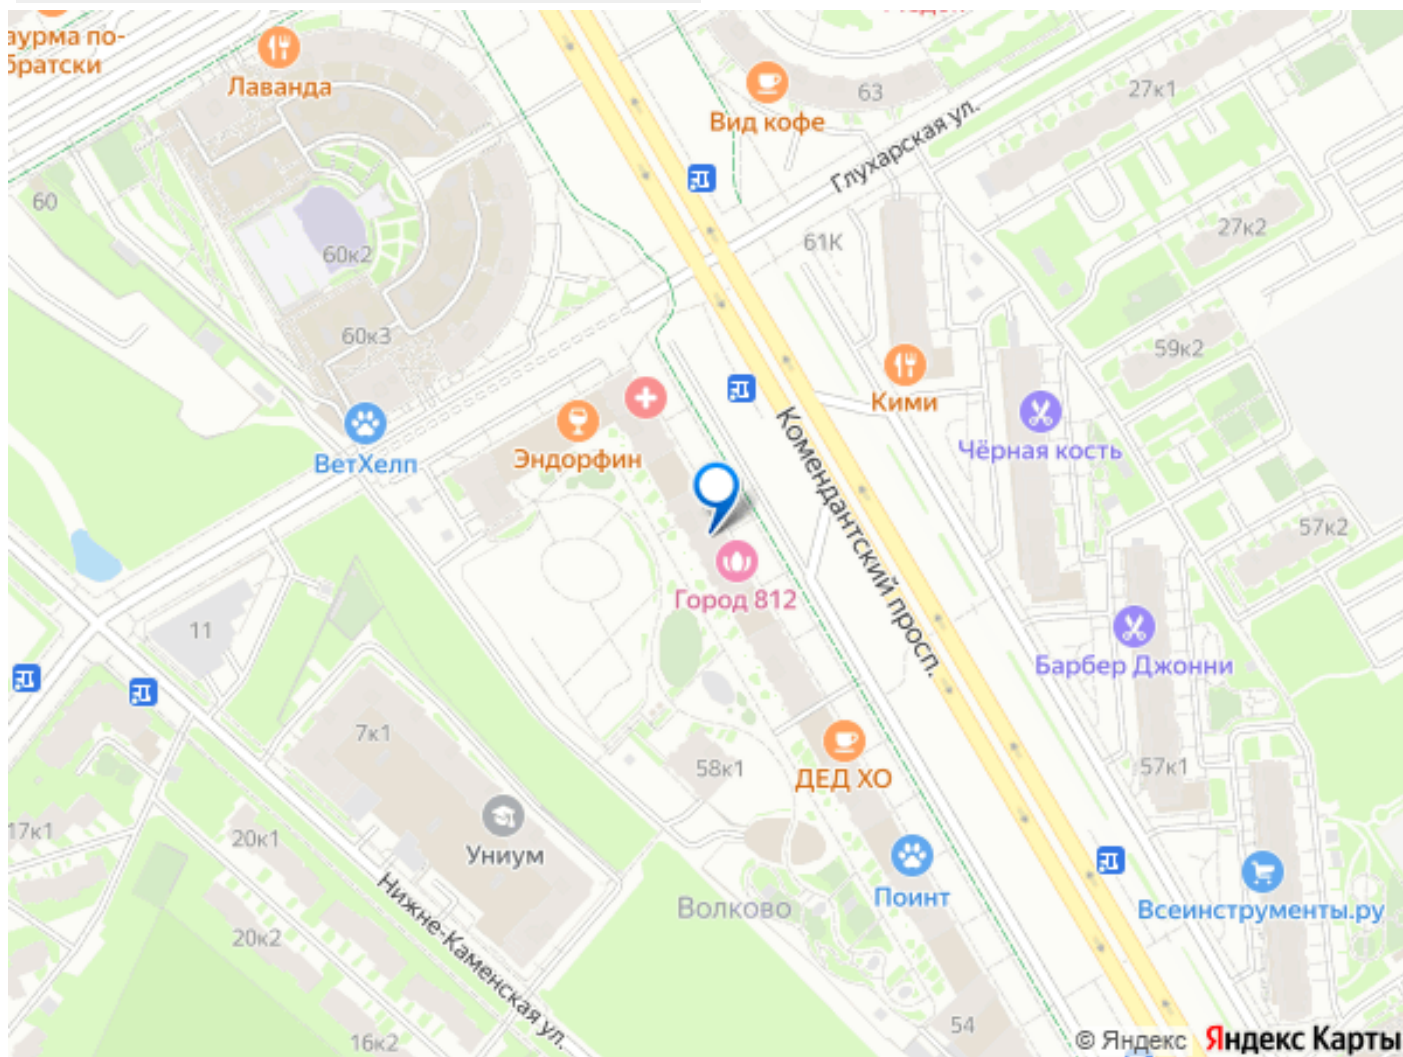 аурма по-
братски
Лаванда
Вид кофе
63
27к1
Глухарская ул.
60
60к2
61К
27к2
60к3
59к2
Кими
Чёрная кость
Эндорфин
ВетХелп
Комендантский просп.
57к2
Город 812
11
Барбер Джонни
7к1
58к1
57к1
ДЕД ХО
17к1
20к1
Униум
Поинт
Всеинструменты.ру
Волково
Нижне-Каменская ул.
20к2
16к2
54
© Яндекс Яндекс Карты